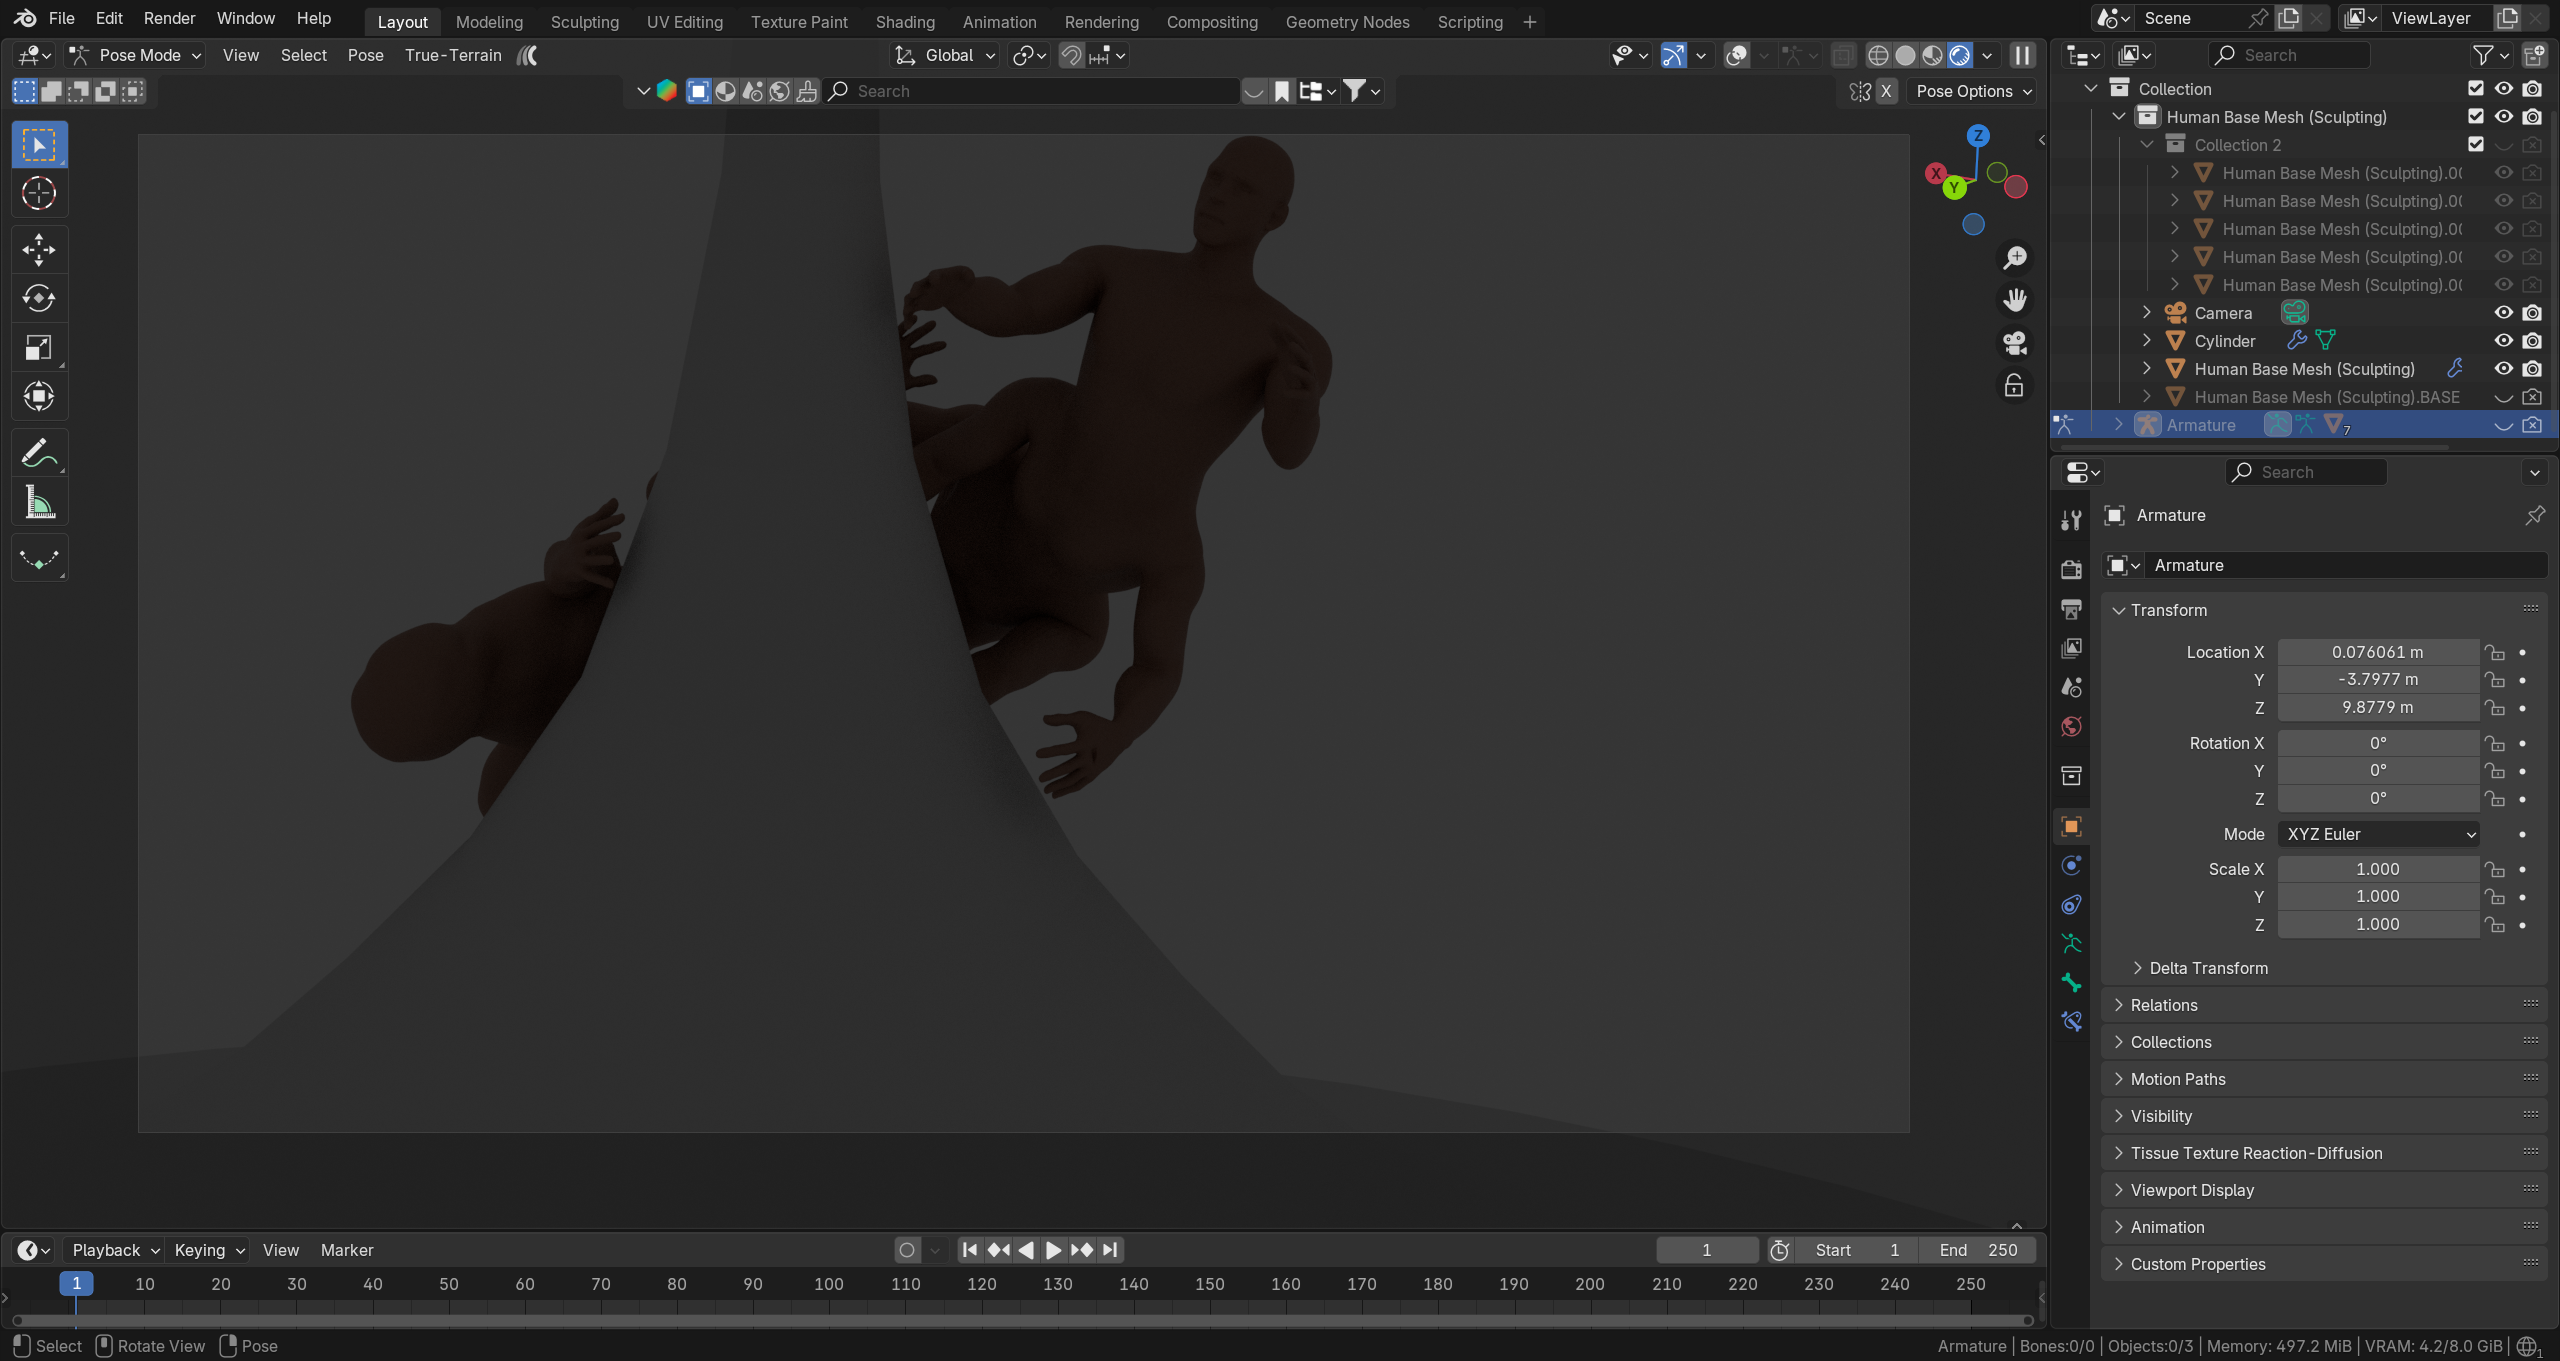 File Edit Render Window Help Layout Modeling Sculpting UV Editing Texture Paint Shading Animation Rendering Compositing Geometry Nodes Scripting + Scene ViewLayer
Pose Mode View Select Pose True-Terrain Global Search
Search X Pose Options
Z
X
Y
Collection
Human Base Mesh (Sculpting)
Collection 2
Human Base Mesh (Sculpting).00
Human Base Mesh (Sculpting).00
Human Base Mesh (Sculpting).00
Human Base Mesh (Sculpting).00
Human Base Mesh (Sculpting).00
Camera
Cylinder
Human Base Mesh (Sculpting)
Human Base Mesh (Sculpting).BASE
Armature 7
Search
Armature
Armature
Transform
Location X 0.076061 m
Y -3.7977 m
Z 9.8779 m
Rotation X 0°
Y 0°
Z 0°
Mode XYZ Euler
Scale X 1.000
Y 1.000
Z 1.000
Delta Transform
Relations
Collections
Motion Paths
Visibility
Tissue Texture Reaction-Diffusion
Viewport Display
Animation
Custom Properties
Playback Keying View Marker 1 Start 1 End 250
1 10 20 30 40 50 60 70 80 90 100 110 120 130 140 150 160 170 180 190 200 210 220 230 240 250
Select Rotate View Pose Armature | Bones:0/0 | Objects:0/3 | Memory: 497.2 MiB | VRAM: 4.2/8.0 GiB | 1